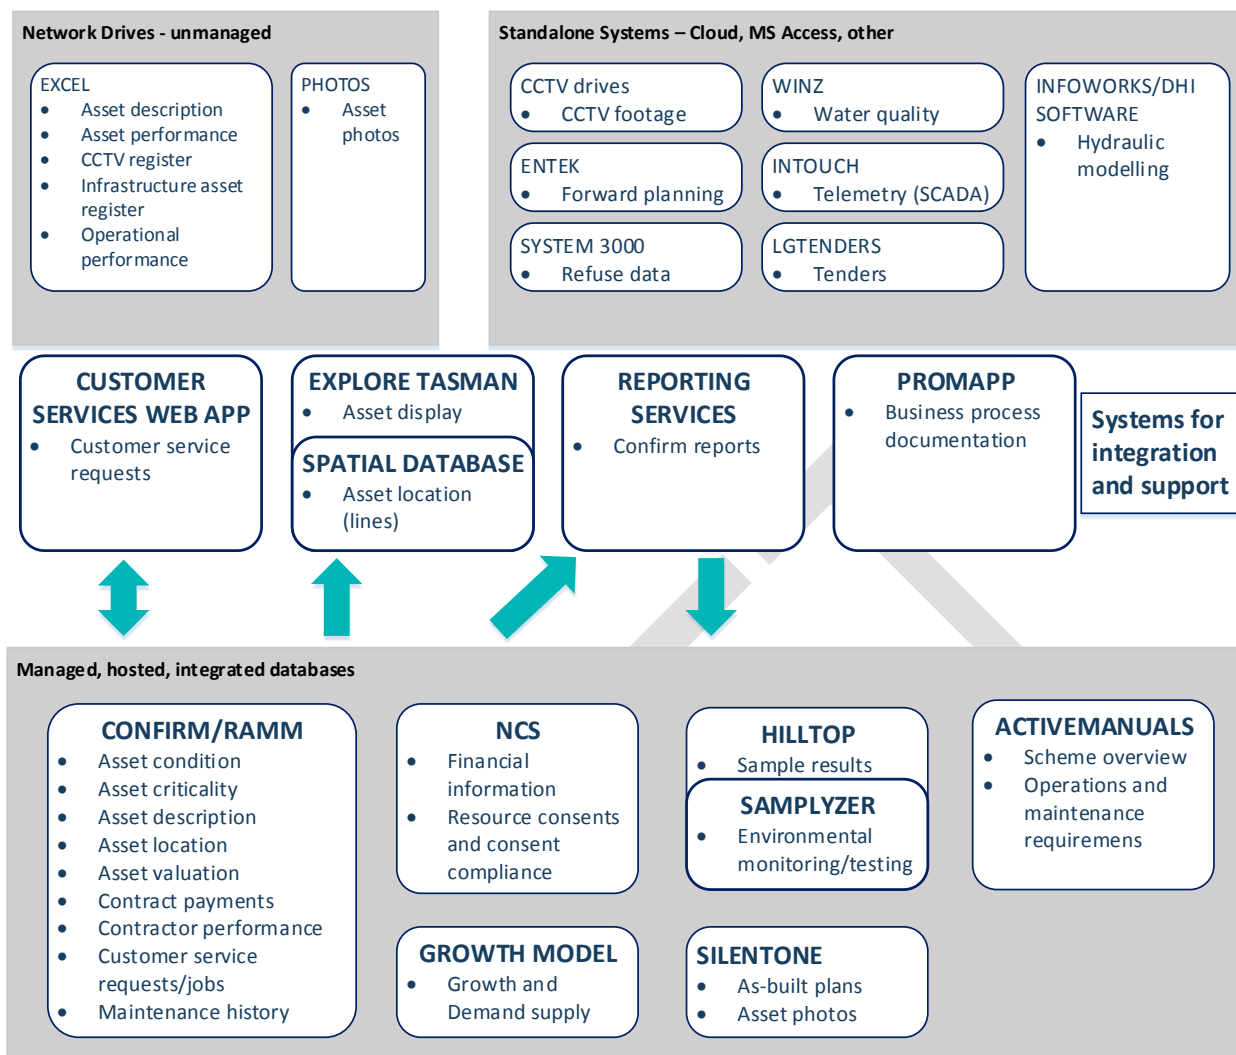 Network Drives - unmanaged
EXCEL
• Asset description
• Asset performance
• CCTV register
• Infrastructure asset
register
• Operational
performance
PHOTOS
• Asset
photos
Standalone Systems – Cloud, MS Access, other
CCTV drives
• CCTV footage
WINZ
• Water quality
INFOWORKS/DHI
SOFTWARE
• Hydraulic
modelling
ENTEK
• Forward planning
INTOUCH
• Telemetry (SCADA)
SYSTEM 3000
• Refuse data
LGTENDERS
• Tenders
CUSTOMER
SERVICES WEB APP
• Customer service
requests
EXPLORE TASMAN
• Asset display
SPATIAL DATABASE
• Asset location
(lines)
REPORTING
SERVICES
• Confirm reports
PROMAPP
• Business process
documentation
Systems for
integration
and support
Managed, hosted, integrated databases
CONFIRM/RAMM
• Asset condition
• Asset criticality
• Asset description
• Asset location
• Asset valuation
• Contract payments
• Contractor performance
• Customer service
requests/jobs
• Maintenance history
NCS
• Financial
information
• Resource consents
and consent
compliance
HILLTOP
• Sample results
SAMPLYZER
• Environmental
monitoring/testing
ACTIVEMANUALS
• Scheme overview
• Operations and
maintenance
requiremens
GROWTH MODEL
• Growth and
Demand supply
SILENTONE
• As-built plans
• Asset photos